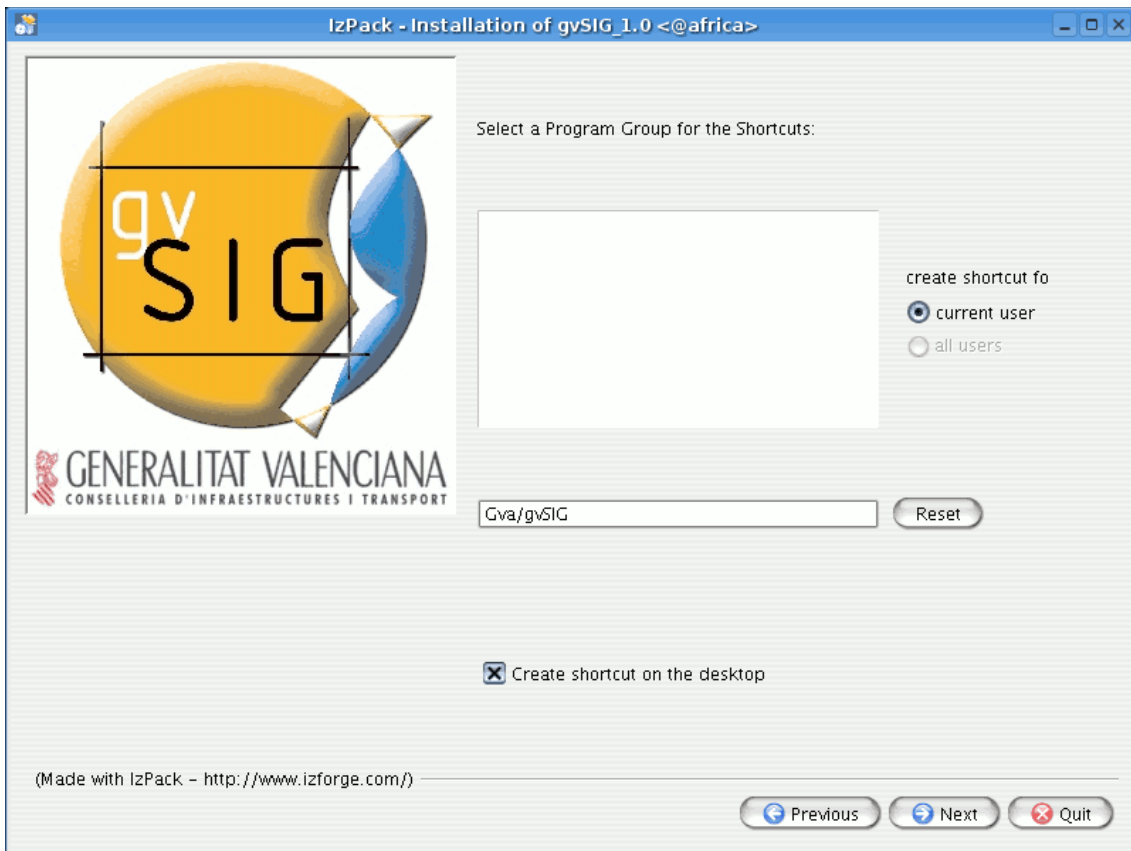 IzPack - Installation of gvSIG_1.0 <@africa>
gv
SIG
GENERALITAT VALENCIANA
CONSELLERIA D'INFRAESTRUCTURES I TRANSPORT
Select a Program Group for the Shortcuts:
create shortcut fo
current user
all users
Gva/gvSIG
Reset
Create shortcut on the desktop
(Made with IzPack - http://www.izforge.com/)
Previous
Next
Quit